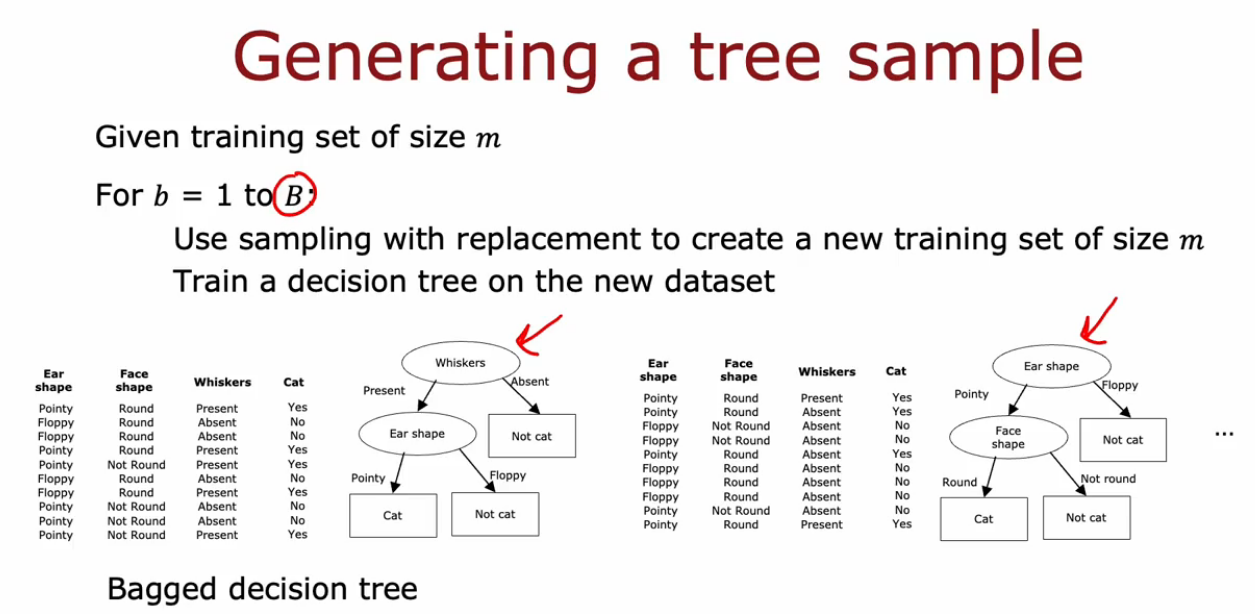 Generating a tree sample
Given training set of size m
For b = 1 to B:
Use sampling with replacement to create a new training set of size m
Train a decision tree on the new dataset
Ear shape Face shape Whiskers Cat
Pointy Round Present Yes
Floppy Round Absent No
Floppy Round Absent No
Pointy Round Present Yes
Pointy Not Round Present Yes
Floppy Round Absent No
Floppy Round Present Yes
Pointy Not Round Absent No
Pointy Not Round Absent No
Pointy Not Round Present Yes
Whiskers
Present
Absent
Ear shape
Not cat
Pointy
Floppy
Cat
Not cat
Ear shape Face shape Whiskers Cat
Pointy Round Present Yes
Pointy Round Absent Yes
Floppy Not Round Absent No
Floppy Not Round Absent No
Pointy Round Absent Yes
Floppy Round Absent No
Floppy Round Absent No
Floppy Round Absent No
Pointy Not Round Absent No
Pointy Round Present Yes
Ear shape
Pointy
Floppy
Face shape
Not cat
Round
Not round
Cat
Not cat
...
Bagged decision tree